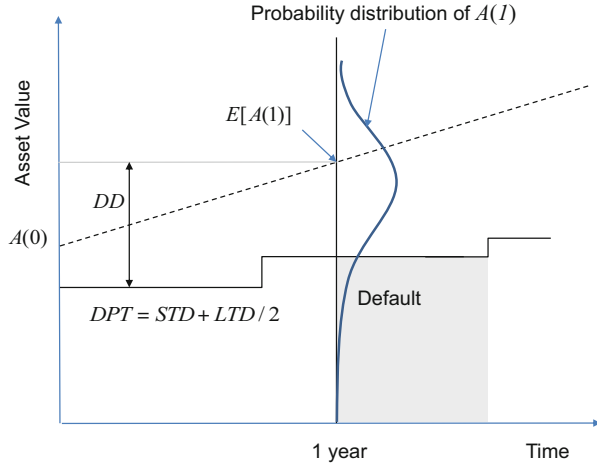 Probability distribution of A(1)
Asset Value
E[A(1)]
DD
A(0)
DPT = STD + LTD / 2
Default
1 year
Time